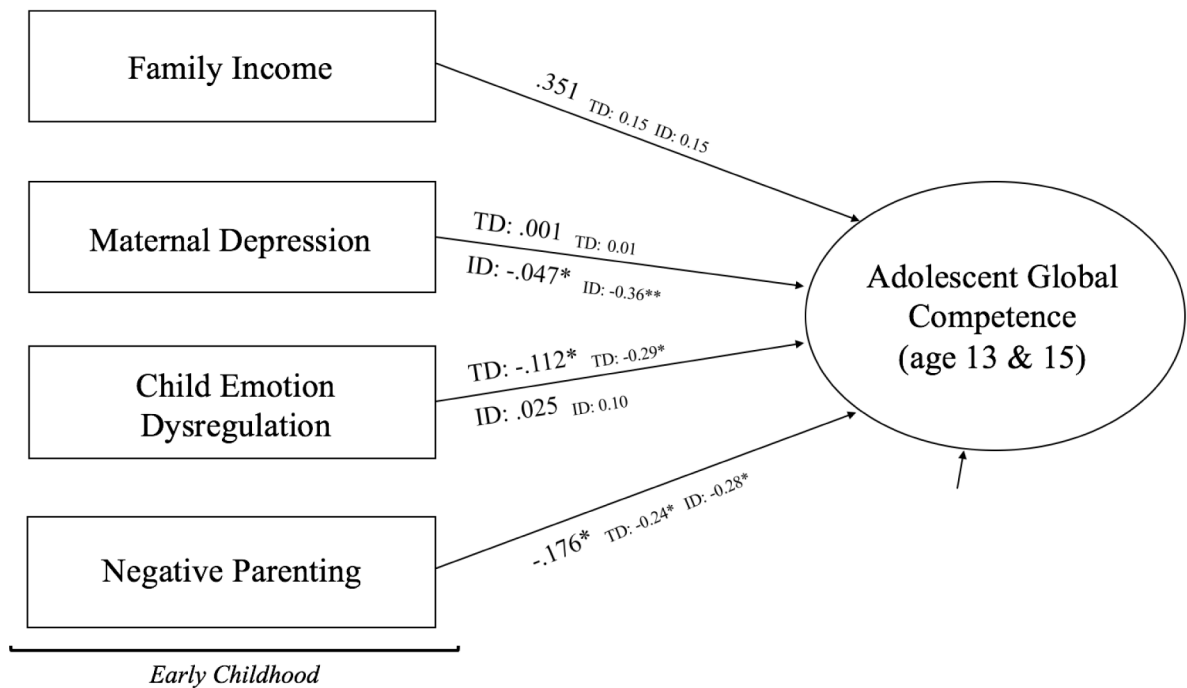 Family Income
.351 TD: 0.15 ID: 0.15
Maternal Depression
TD: .001 TD: 0.01
ID: -.047* ID: -0.36**
Adolescent Global
Competence
(age 13 & 15)
Child Emotion
Dysregulation
TD: -.112* TD: -0.29*
ID: .025 ID: 0.10
Negative Parenting
-.176* TD: -0.24* ID: -0.28*
Early Childhood